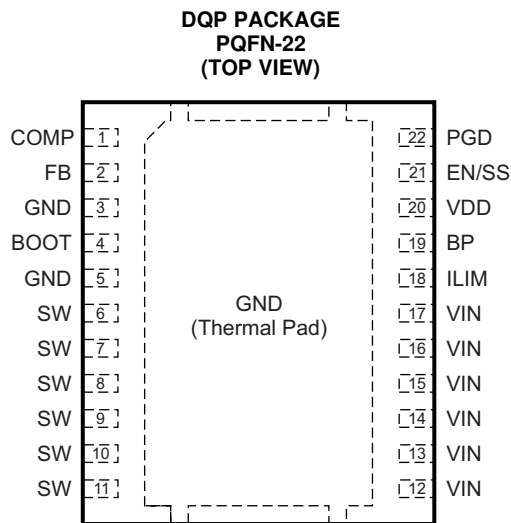 DQP PACKAGE
PQFN-22
(TOP VIEW)
COMP 1 22 PGD
FB 2 21 EN/SS
GND 3 20 VDD
BOOT 4 19 BP
GND 5 18 ILIM
SW 6 17 VIN
GND
(Thermal Pad)
SW 7 16 VIN
SW 8 15 VIN
SW 9 14 VIN
SW 10 13 VIN
SW 11 12 VIN